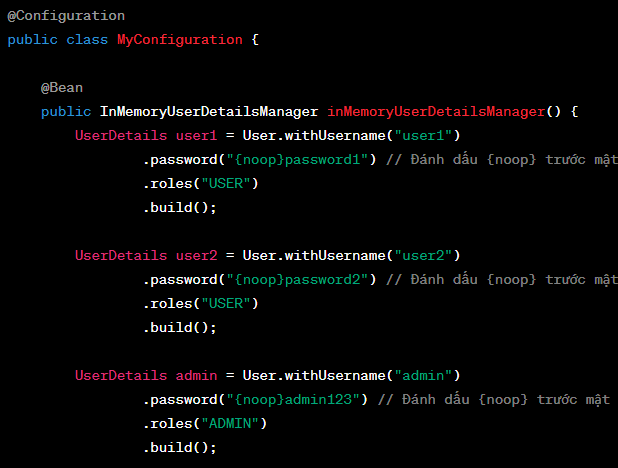 @Configuration
public class MyConfiguration {
@Bean
public InMemoryUserDetailsManager inMemoryUserDetailsManager() {
UserDetails user1 = User.withUsername("user1")
.password("{noop}password1") // Đánh dấu {noop} trước mật
.roles("USER")
.build();
UserDetails user2 = User.withUsername("user2")
.password("{noop}password2") // Đánh dấu {noop} trước mật
.roles("USER")
.build();
UserDetails admin = User.withUsername("admin")
.password("{noop}admin123") // Đánh dấu {noop} trước mật
.roles("ADMIN")
.build();